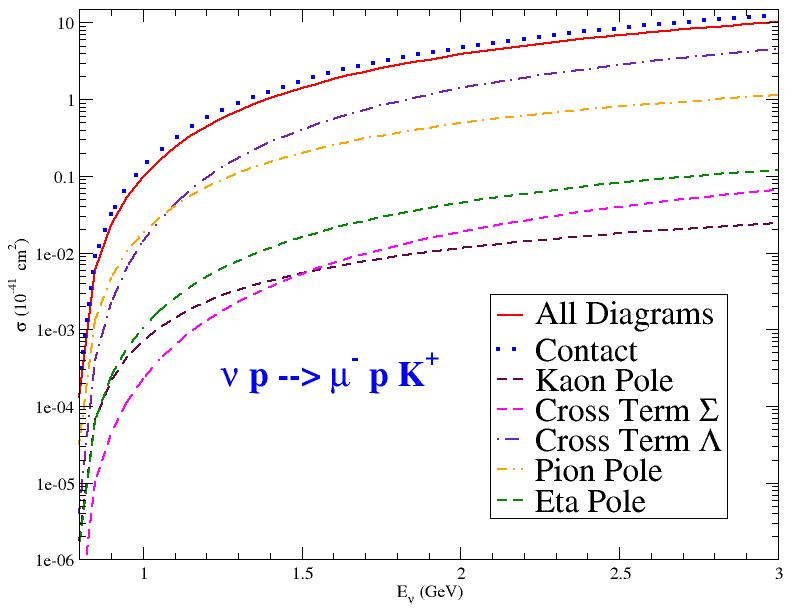 10
1
0.1
1e-02
1e-03
1e-04
1e-05
1e-06
σ (10⁻⁴¹ cm²)
ν p --> μ⁻ p K⁺
All Diagrams
Contact
Kaon Pole
Cross Term Σ
Cross Term Λ
Pion Pole
Eta Pole
1 1.5 2 2.5 3
E_ν (GeV)